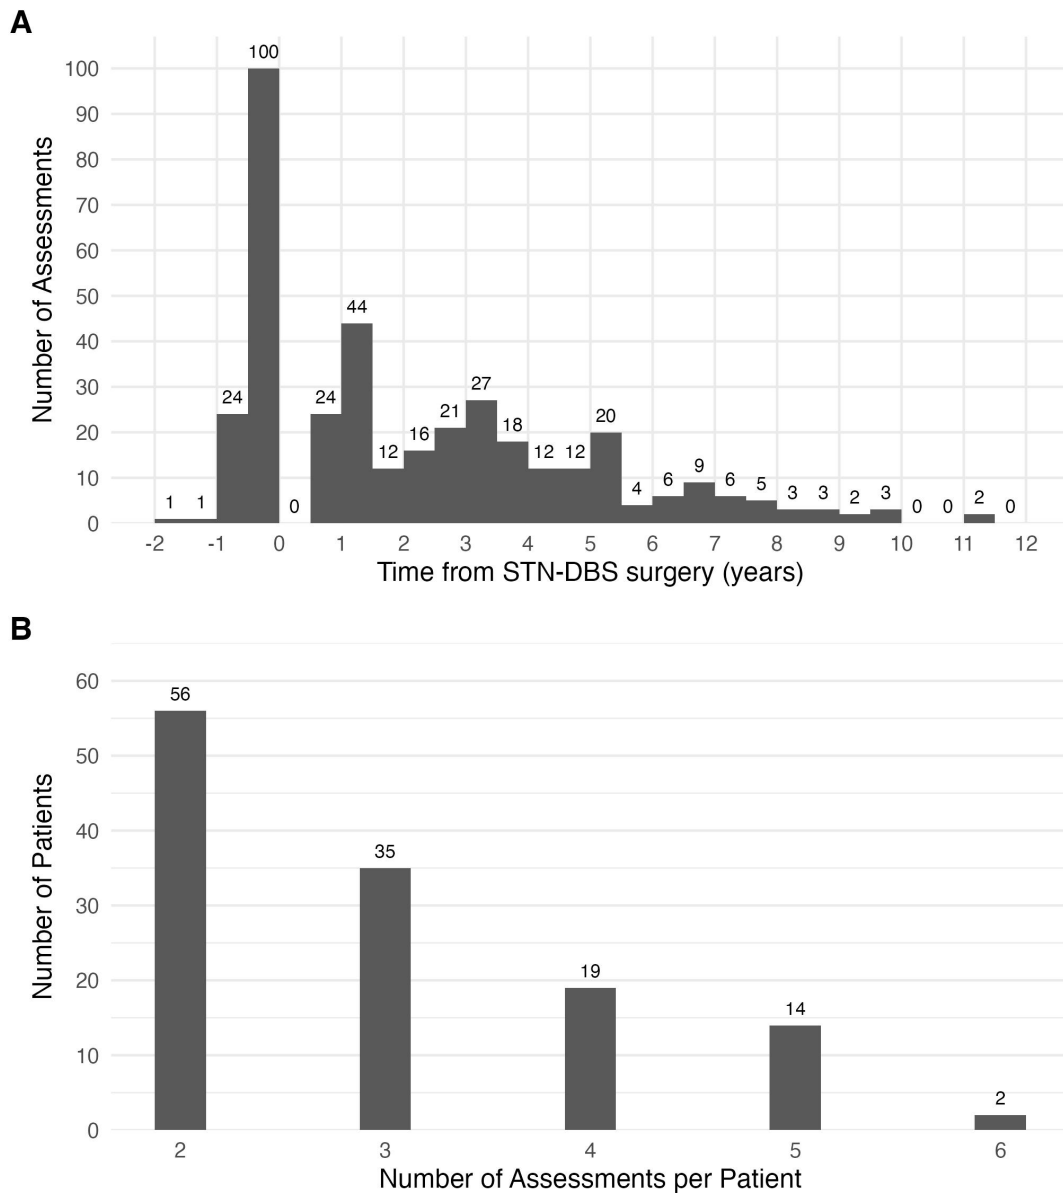 A
Number of Assessments
100
90
80
70
60
50
40
30
20
10
0
1 1 24 100 0 24 44 12 16 21 27 18 12 12 20 4 6 9 6 5 3 3 2 3 0 0 2 0
-2 -1 0 1 2 3 4 5 6 7 8 9 10 11 12
Time from STN-DBS surgery (years)
B
Number of Patients
60
50
40
30
20
10
0
56 35 19 14 2
2 3 4 5 6
Number of Assessments per Patient